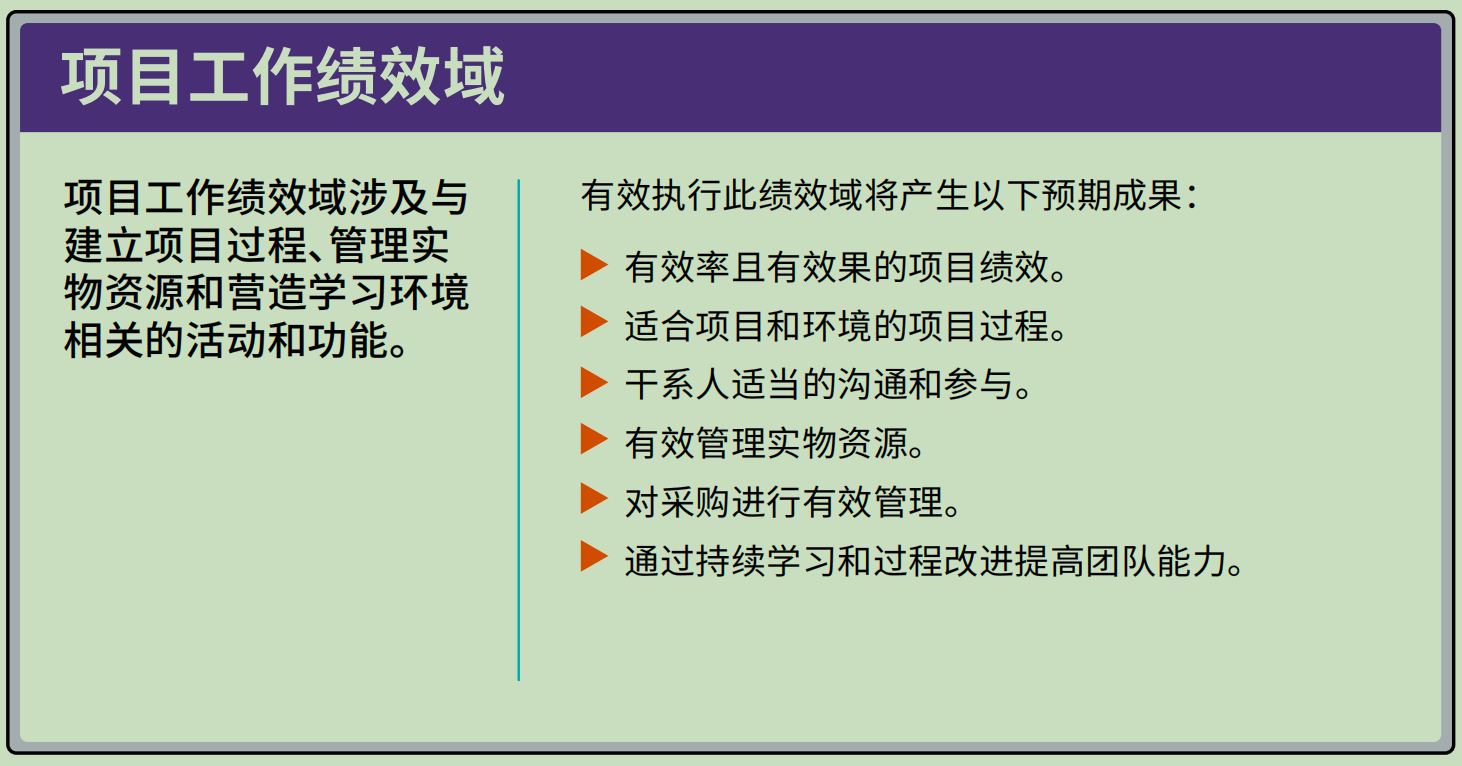 项目工作绩效域
项目工作绩效域涉及与
建立项目过程、管理实
物资源和营造学习环境
相关的活动和功能。
有效执行此绩效域将产生以下预期成果：
有效率且有效果的项目绩效。
适合项目和环境的项目过程。
干系人适当的沟通和参与。
有效管理实物资源。
对采购进行有效管理。
通过持续学习和过程改进提高团队能力。